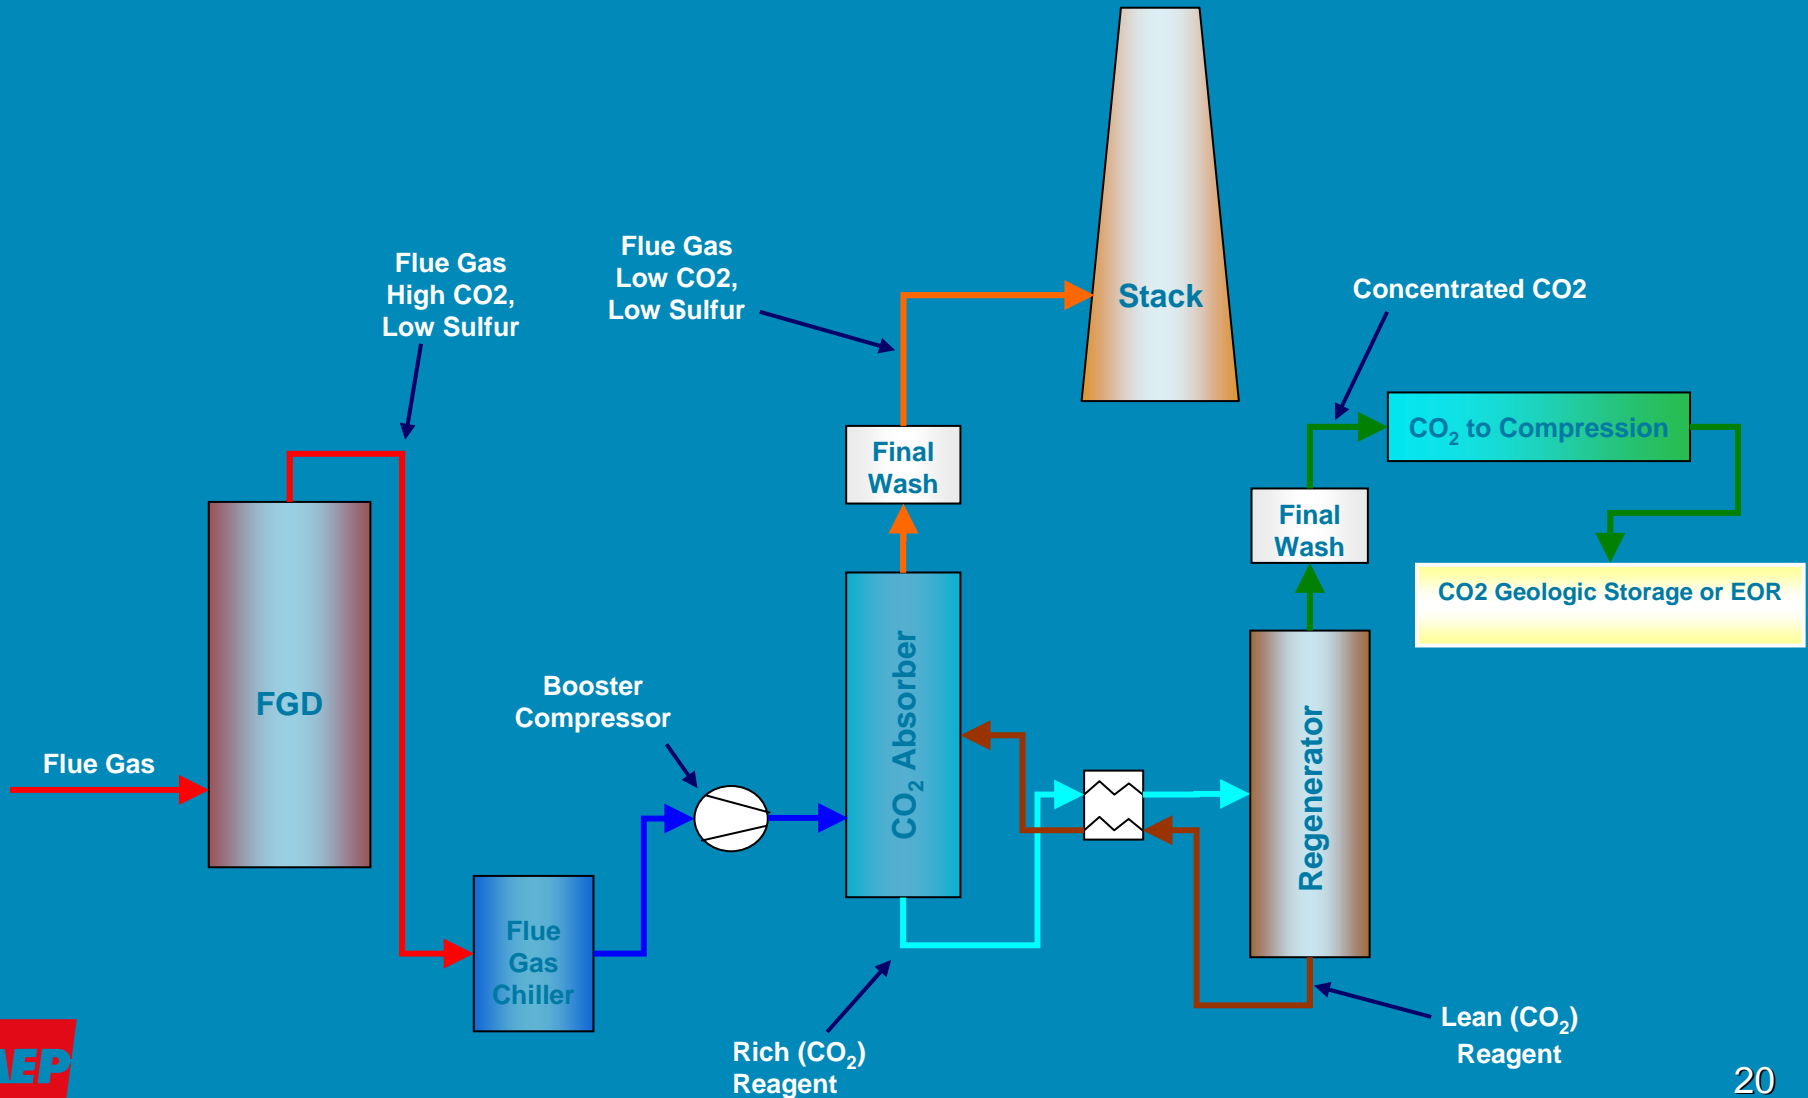 Flue Gas
High CO2,
Low Sulfur
Flue Gas
Low CO2,
Low Sulfur
Stack
Concentrated CO2
CO₂ to Compression
Final
Wash
Final
Wash
CO2 Geologic Storage or EOR
FGD
Flue Gas
Booster
Compressor
CO₂ Absorber
Regenerator
Flue
Gas
Chiller
Rich (CO₂)
Reagent
Lean (CO₂)
Reagent
AEP
20